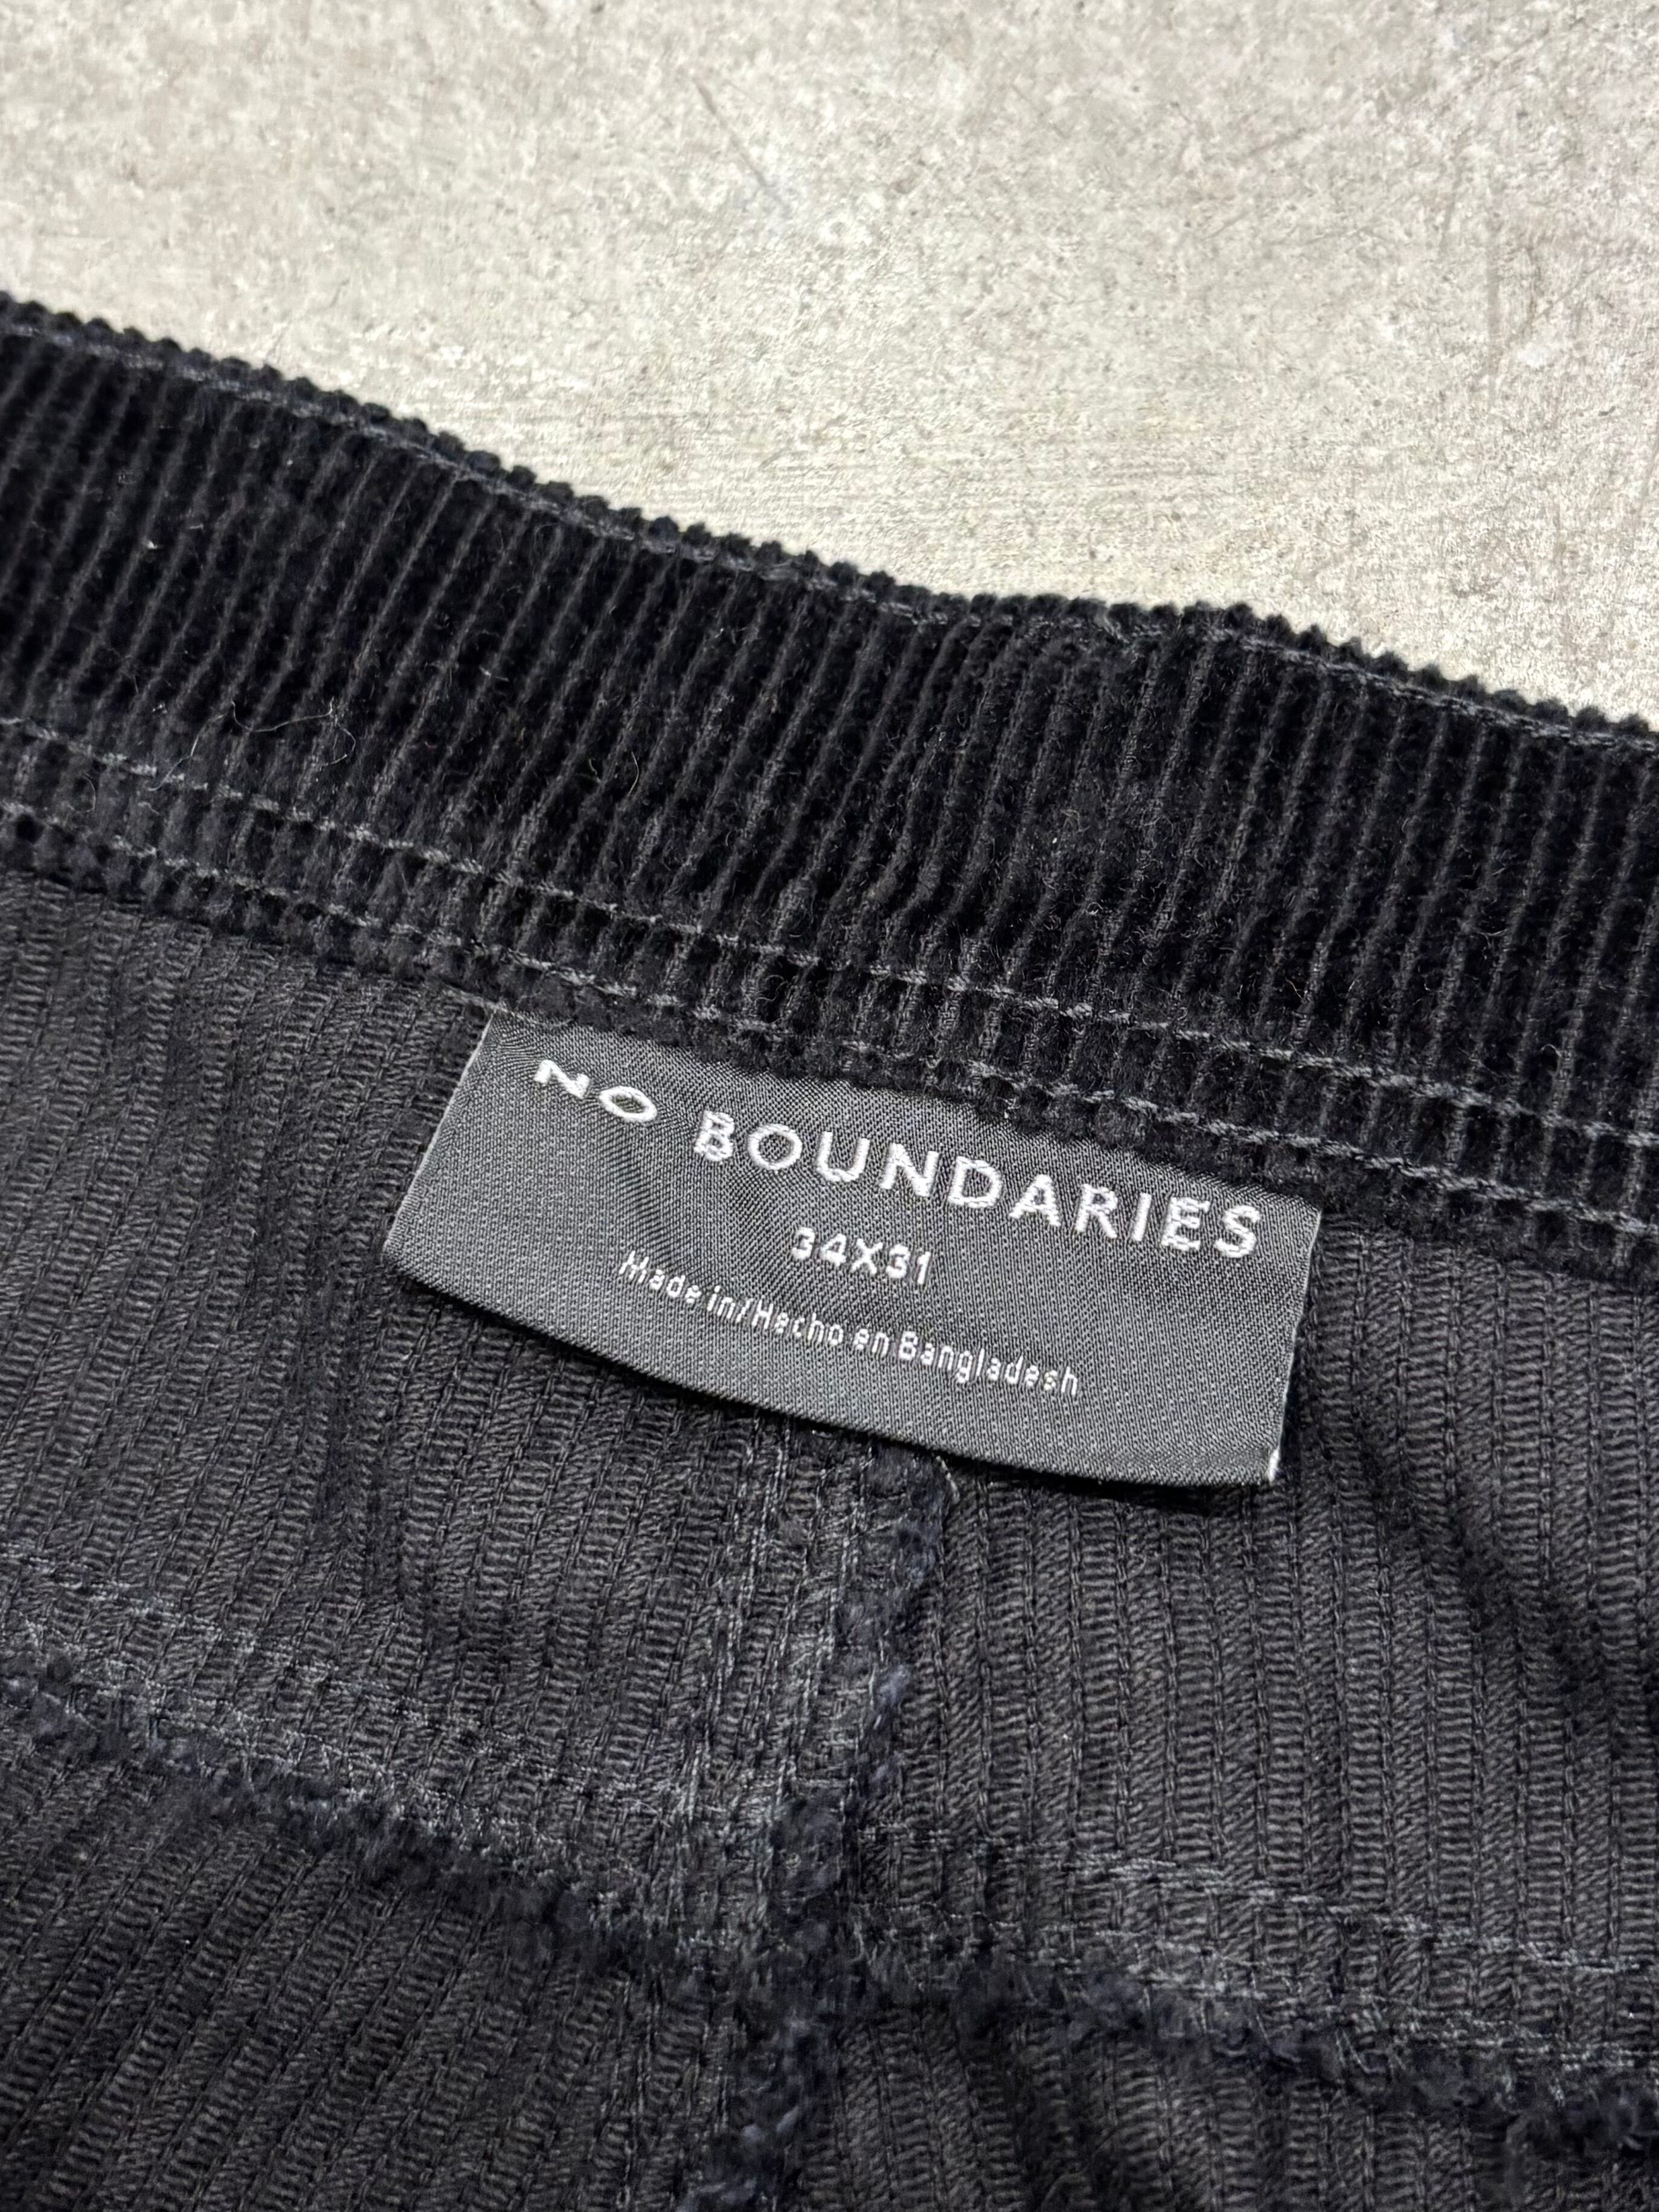 NO BOUNDARIES
34X31
Made in/Hecho en Bangladesh